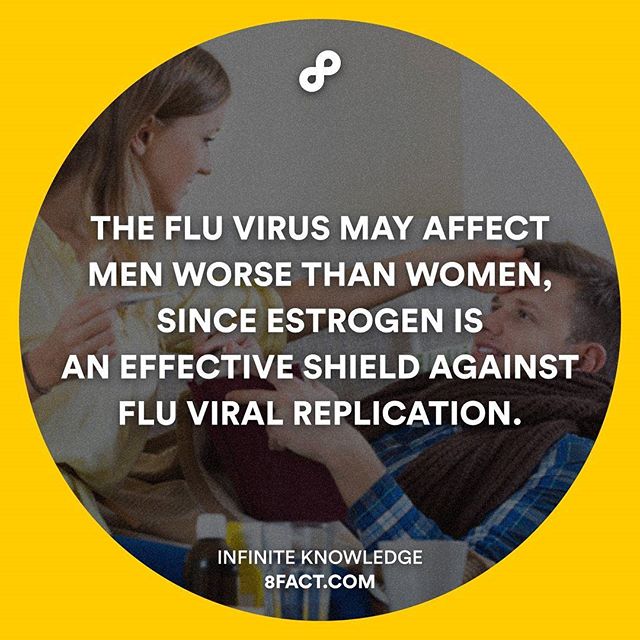 THE FLU VIRUS MAY AFFECT
MEN WORSE THAN WOMEN,
SINCE ESTROGEN IS
AN EFFECTIVE SHIELD AGAINST
FLU VIRAL REPLICATION.
INFINITE KNOWLEDGE
8FACT.COM